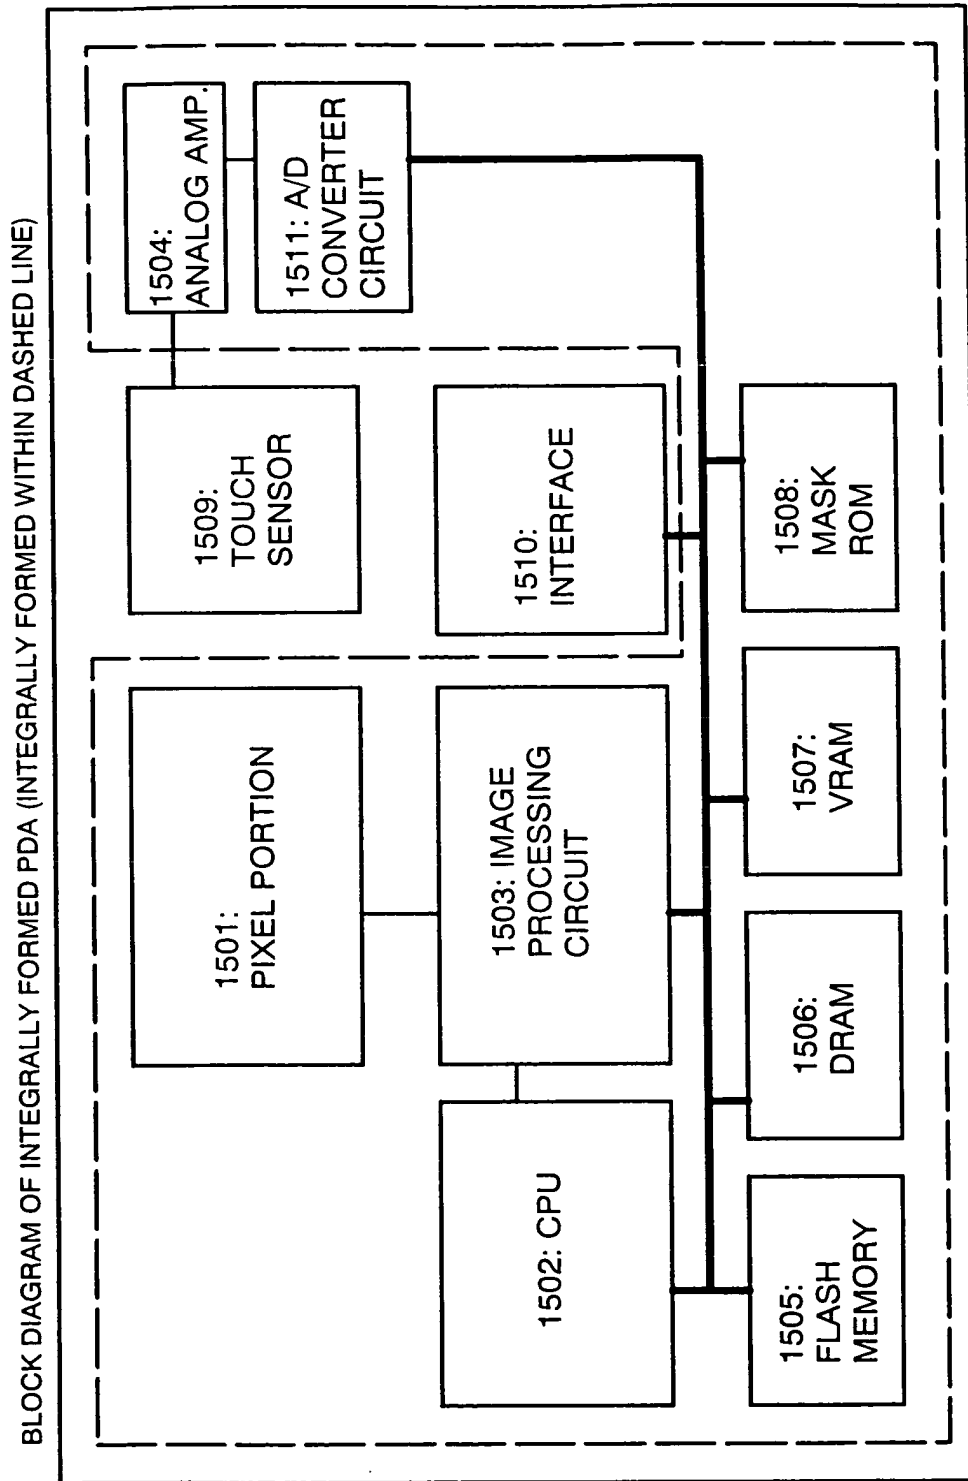 BLOCK DIAGRAM OF INTEGRALLY FORMED PDA (INTEGRALLY FORMED WITHIN DASHED LINE)
1501:
PIXEL PORTION
1509:
TOUCH
SENSOR
1504:
ANALOG AMP.
1511: A/D
CONVERTER
CIRCUIT
1502: CPU
1503: IMAGE
PROCESSING
CIRCUIT
1510:
INTERFACE
1505:
FLASH
MEMORY
1506:
DRAM
1507:
VRAM
1508:
MASK
ROM